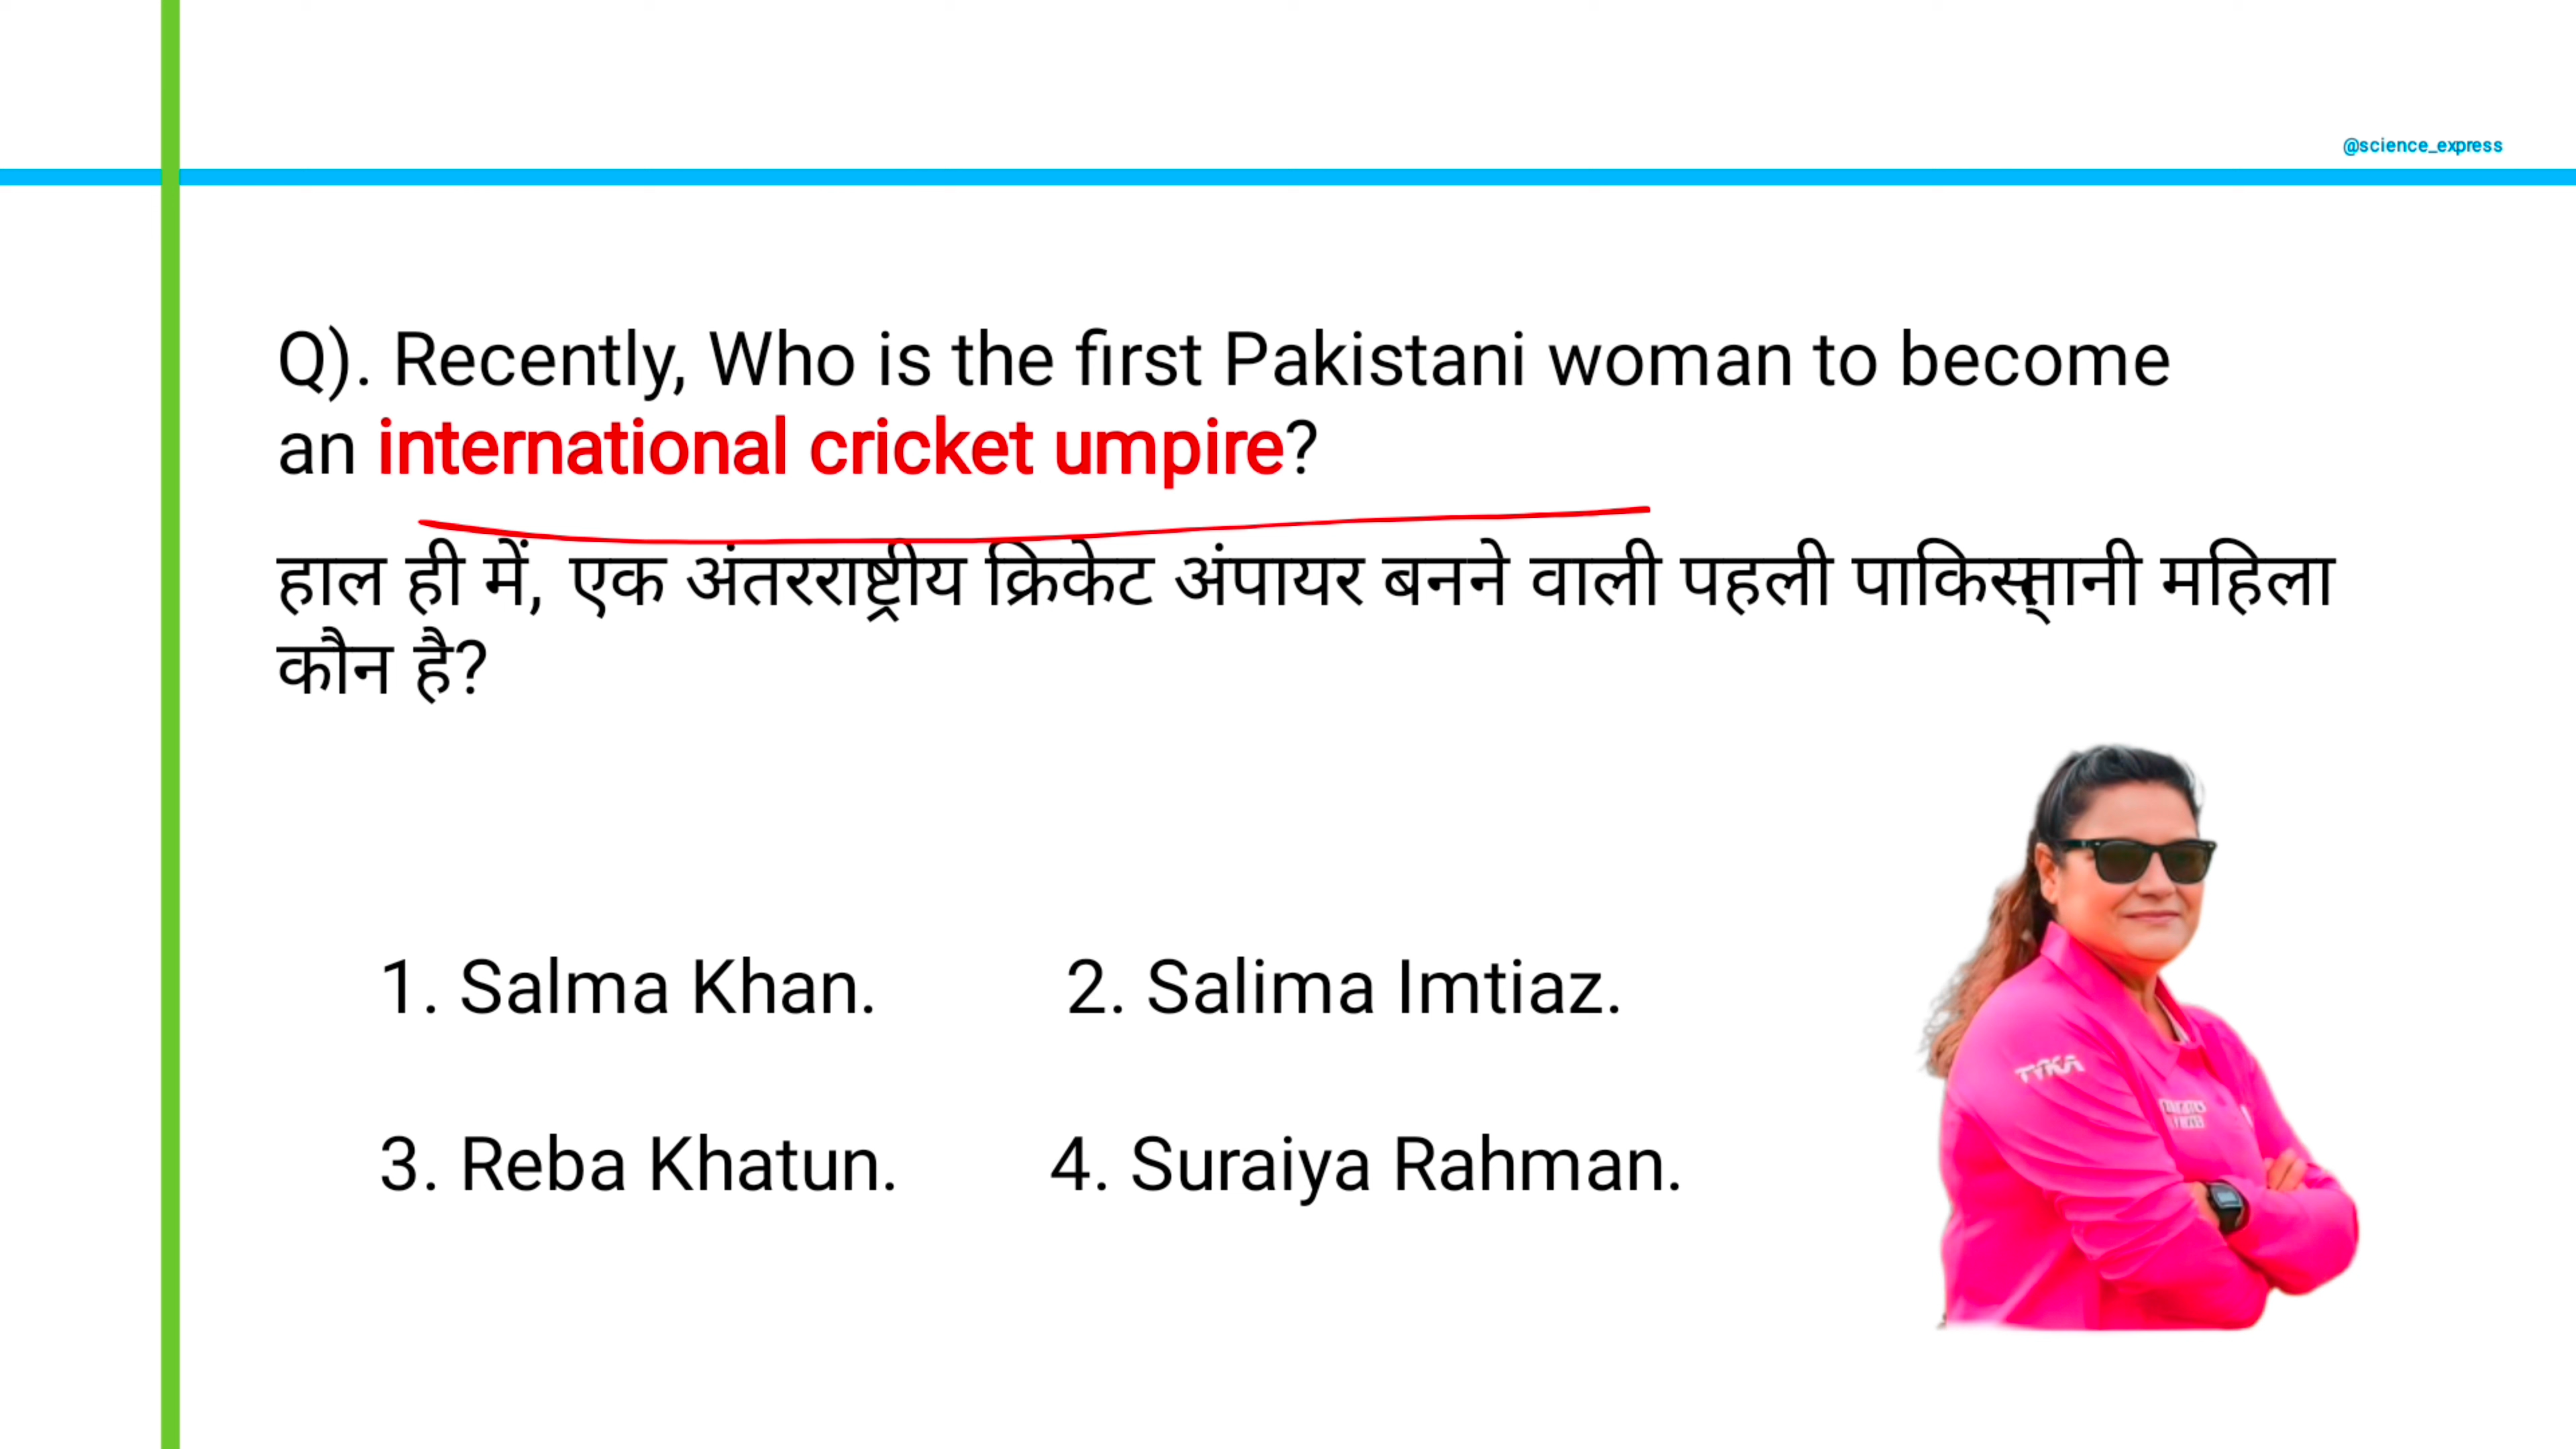 @science_express
Q). Recently, Who is the first Pakistani woman to become
an international cricket umpire?
हाल ही में, एक अंतरराष्ट्रीय क्रिकेट अंपायर बनने वाली पहली पाकिस्तानी महिला
कौन है?
1. Salma Khan. 2. Salima Imtiaz.
3. Reba Khatun. 4. Suraiya Rahman.
TYKA